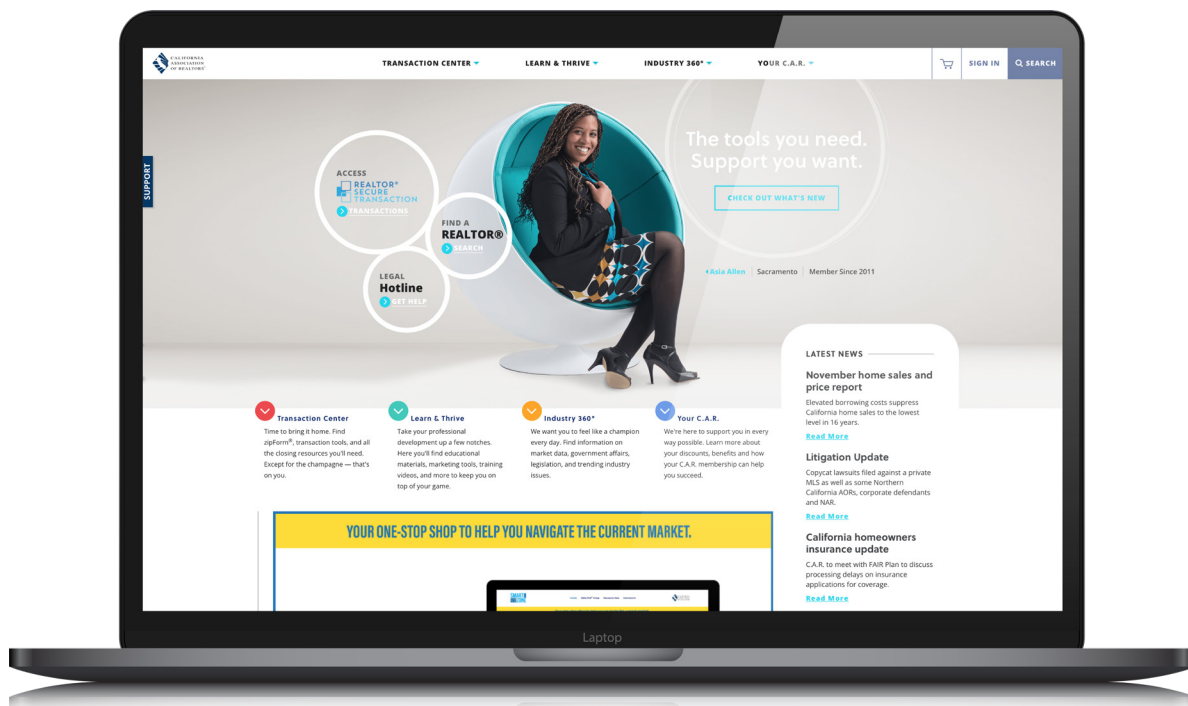 CALIFORNIA
ASSOCIATION
OF REALTORS®
TRANSACTION CENTER
LEARN & THRIVE
INDUSTRY 360°
YOUR C.A.R.
SIGN IN
SEARCH
SUPPORT
ACCESS
REALTOR®
SECURE
TRANSACTION
TRANSACTIONS
FIND A
REALTOR®
SEARCH
LEGAL
Hotline
GET HELP
The tools you need.
Support you want.
CHECK OUT WHAT'S NEW
Asia Allen | Sacramento | Member Since 2011
Transaction Center
Time to bring it home. Find
zipForm®, transaction tools, and all
the closing resources you'll need.
Except for the champagne — that's
on you.
Learn & Thrive
Take your professional
development up a few notches.
Here you'll find educational
materials, marketing tools, training
videos, and more to keep you on
top of your game.
Industry 360°
We want you to feel like a champion
every day. Find information on
market data, government affairs,
legislation, and trending industry
issues.
Your C.A.R.
We're here to support you in every
way possible. Learn more about
your discounts, benefits and how
your C.A.R. membership can help
you succeed.
LATEST NEWS
November home sales and
price report
Elevated borrowing costs suppress
California home sales to the lowest
level in 16 years.
Read More
Litigation Update
Copycat lawsuits filed against a private
MLS as well as some Northern
California AORs, corporate defendants
and NAR.
Read More
California homeowners
insurance update
C.A.R. to meet with FAIR Plan to discuss
processing delays on insurance
applications for coverage.
Read More
YOUR ONE-STOP SHOP TO HELP YOU NAVIGATE THE CURRENT MARKET.
Laptop